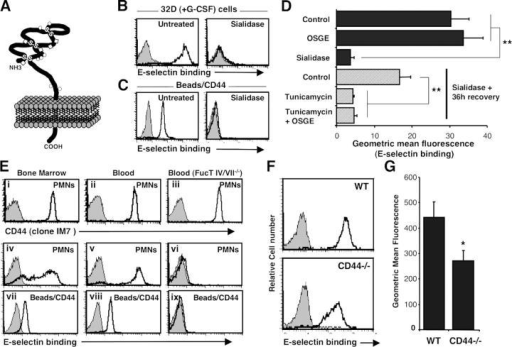 A
NH3
COOH
B
32D (+G-CSF) cells
Untreated
Sialidase
E-selectin binding
C
Beads/CD44
Untreated
Sialidase
E-selectin binding
D
Control
OSGE
Sialidase
Control
Tunicamycin
Tunicamycin
+ OSGE
**
**
Sialidase +
36h recovery
0 10 20 30 40
Geometric mean fluorescence
(E-selectin binding)
E
Bone Marrow
Blood
Blood (FucT IV/VII-/-)
i PMNs
ii PMNs
iii PMNs
CD44 (clone IM7)
iv PMNs
v PMNs
vi PMNs
vii Beads/CD44
viii Beads/CD44
ix Beads/CD44
E-selectin binding
F
WT
CD44-/-
Relative Cell number
E-selectin binding
G
Geometric Mean Fluorescence
600
500
400
300
200
100
0
*
WT CD44-/-